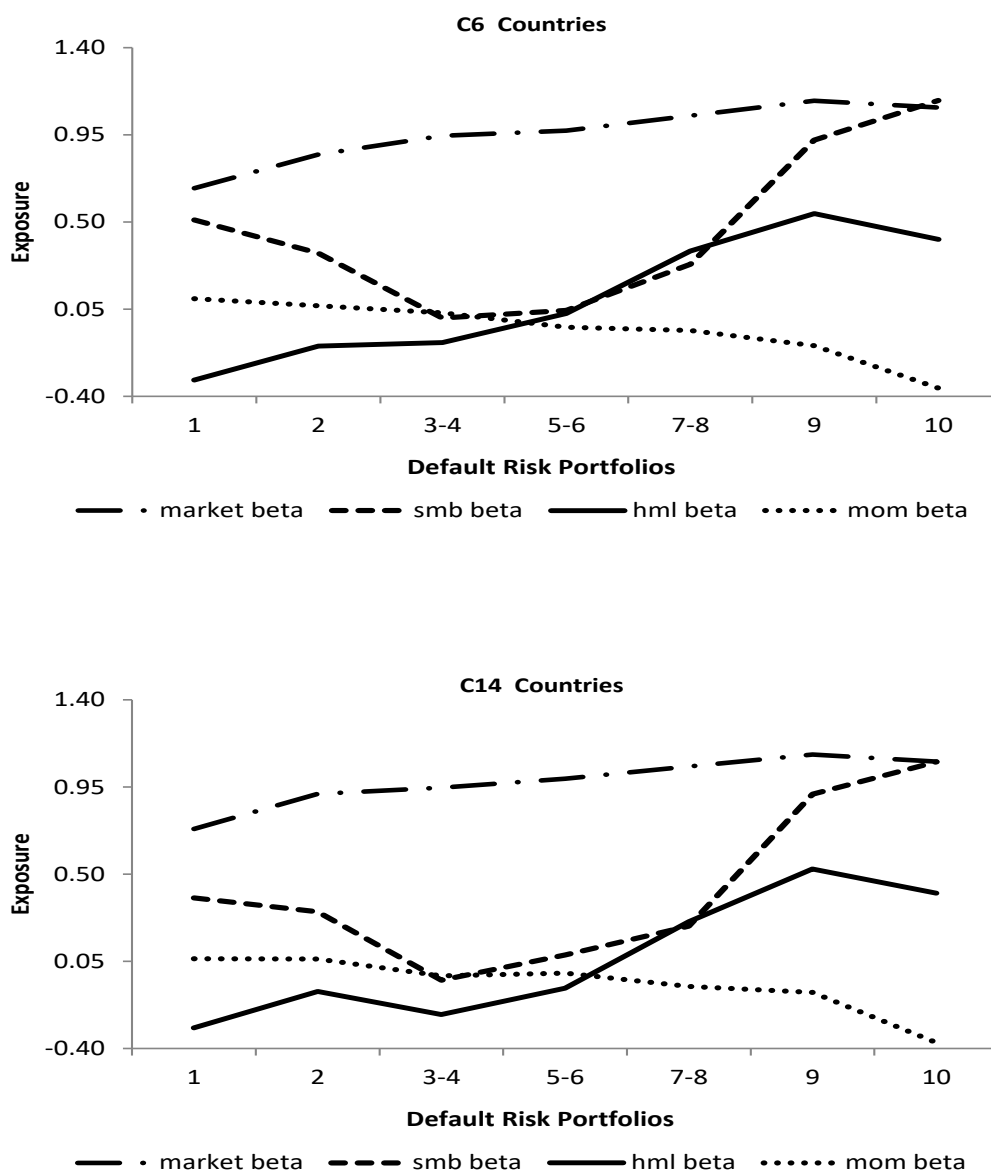 C6 Countries
1.40
0.95
0.50
0.05
-0.40
Exposure
1 2 3-4 5-6 7-8 9 10
Default Risk Portfolios
market beta smb beta hml beta mom beta
C14 Countries
1.40
0.95
0.50
0.05
-0.40
Exposure
1 2 3-4 5-6 7-8 9 10
Default Risk Portfolios
market beta smb beta hml beta mom beta